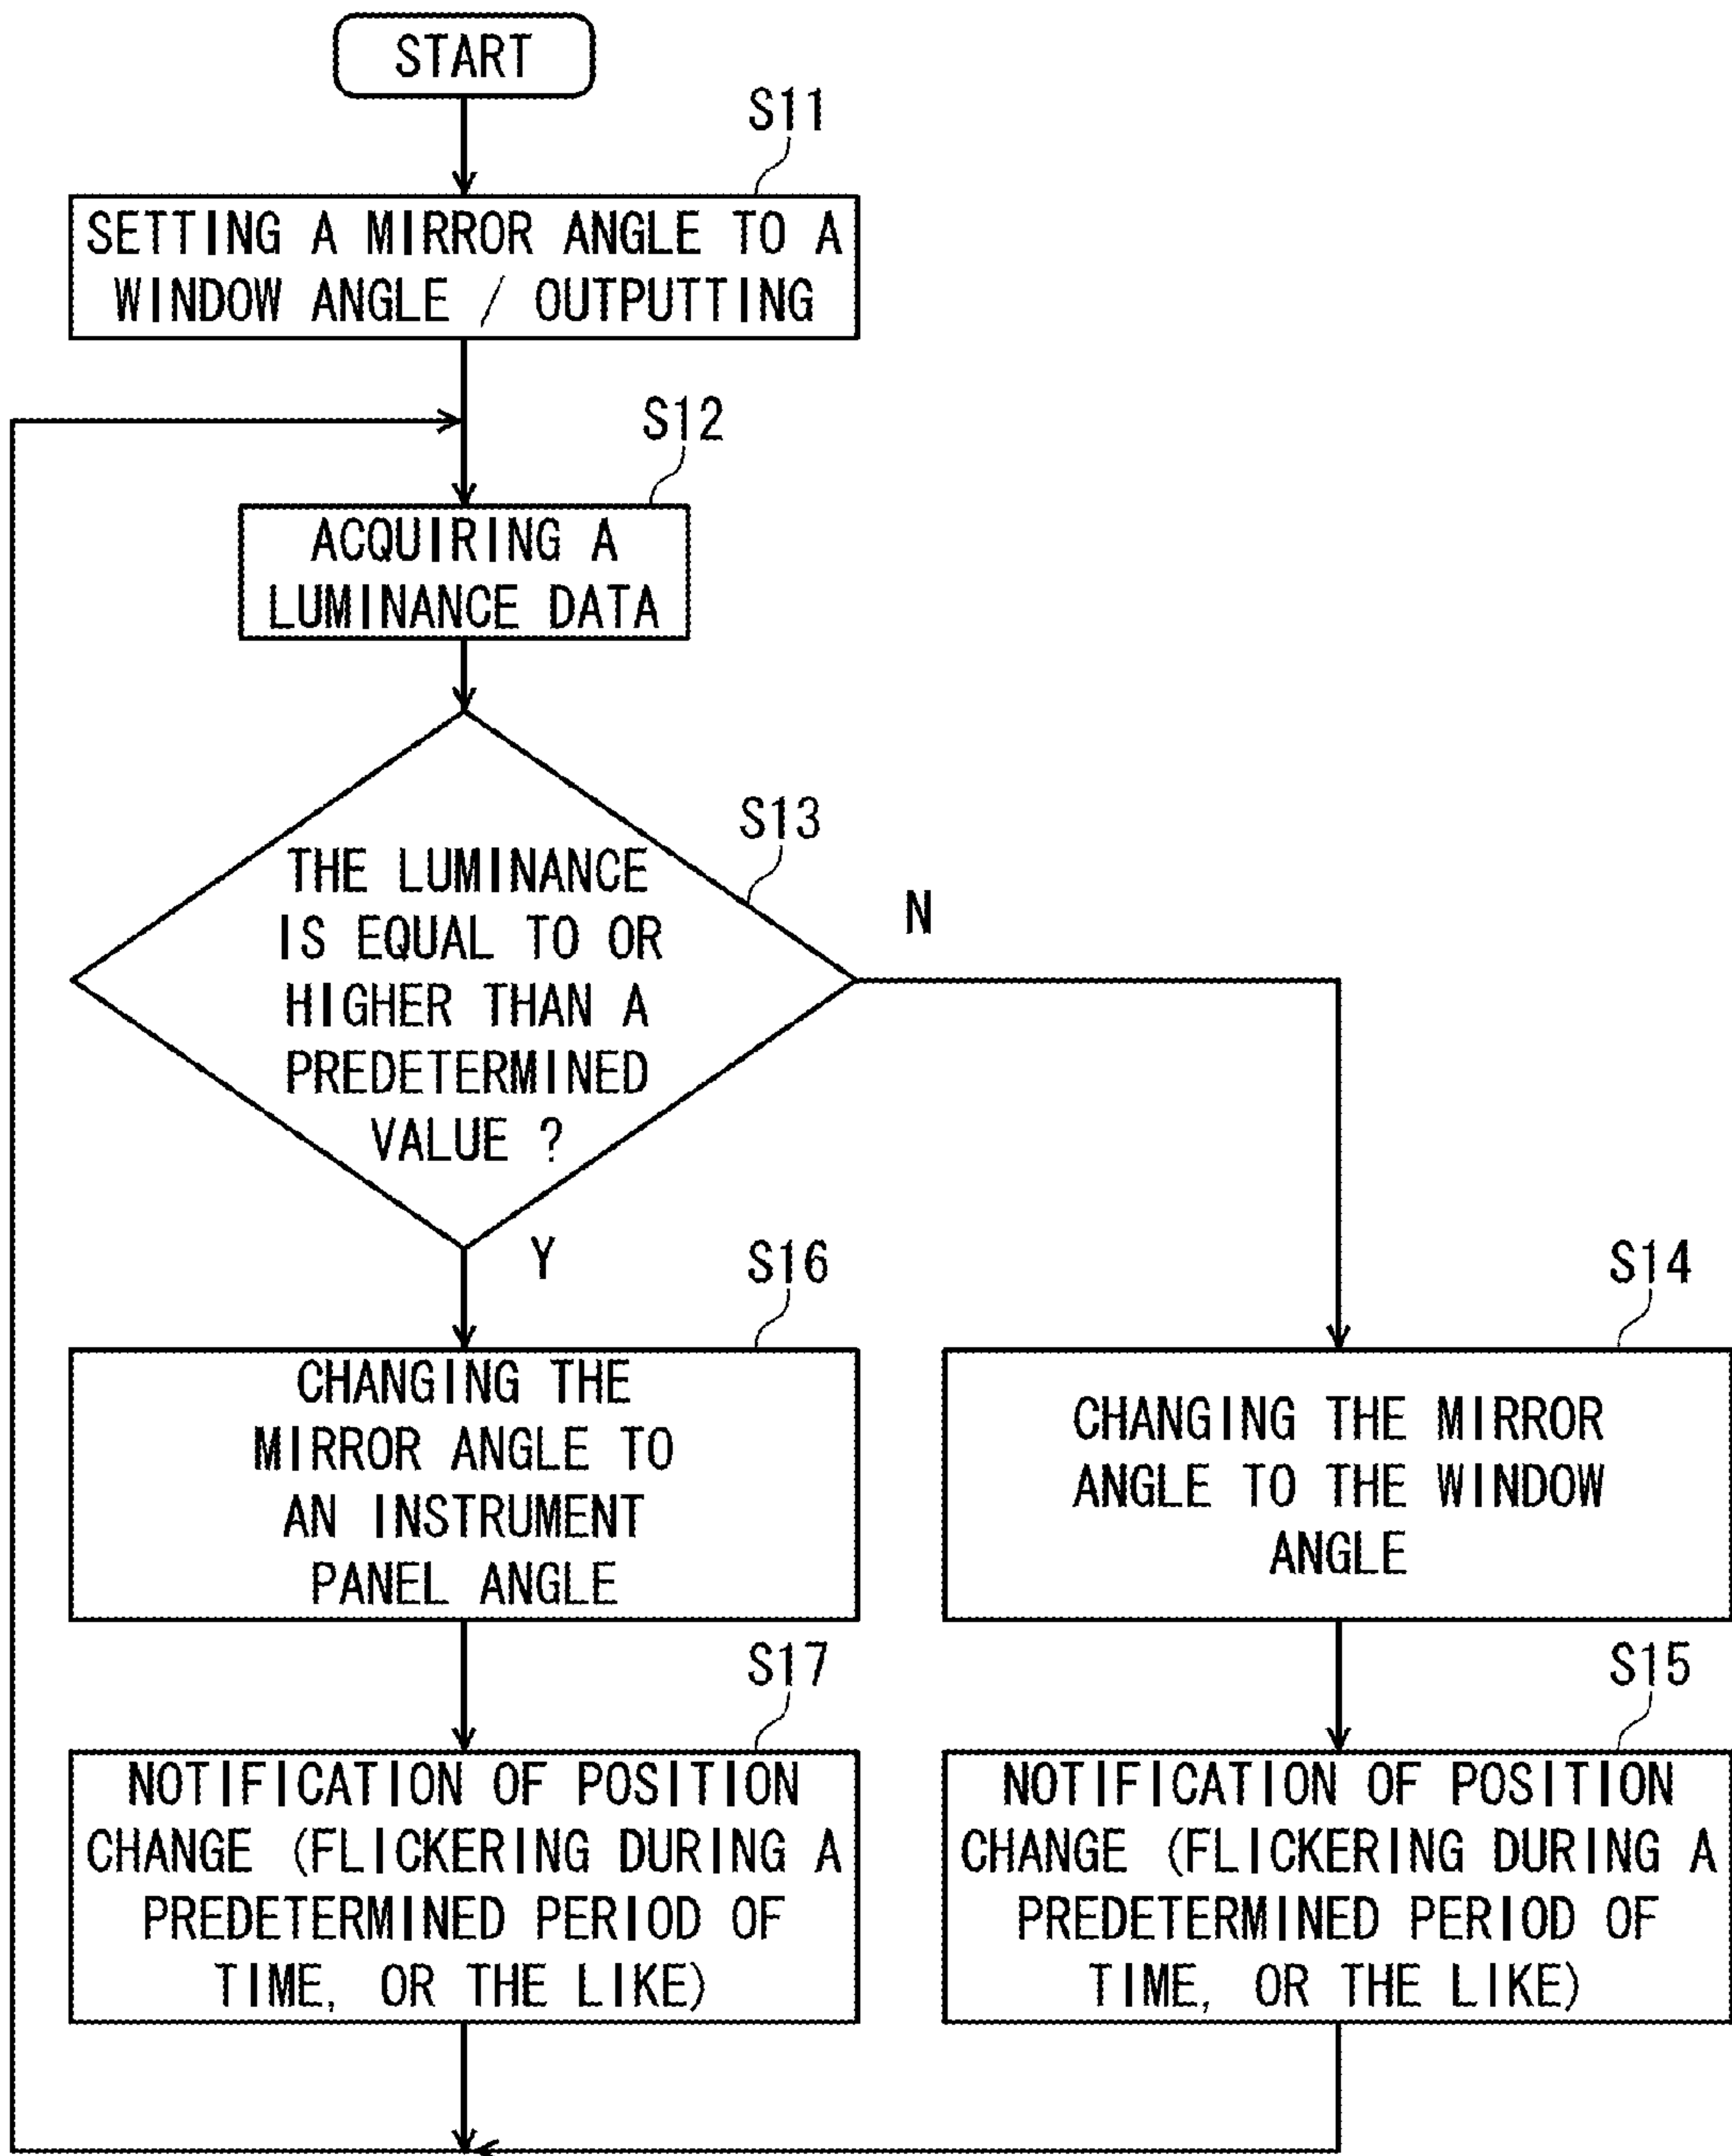 START
S11
SETTING A MIRROR ANGLE TO A
WINDOW ANGLE / OUTPUTTING
S12
ACQUIRING A
LUMINANCE DATA
S13
THE LUMINANCE
IS EQUAL TO OR
HIGHER THAN A
PREDETERMINED
VALUE ?
N
Y
S16
CHANGING THE
MIRROR ANGLE TO
AN INSTRUMENT
PANEL ANGLE
S14
CHANGING THE MIRROR
ANGLE TO THE WINDOW
ANGLE
S17
NOTIFICATION OF POSITION
CHANGE (FLICKERING DURING A
PREDETERMINED PERIOD OF
TIME, OR THE LIKE)
S15
NOTIFICATION OF POSITION
CHANGE (FLICKERING DURING A
PREDETERMINED PERIOD OF
TIME, OR THE LIKE)